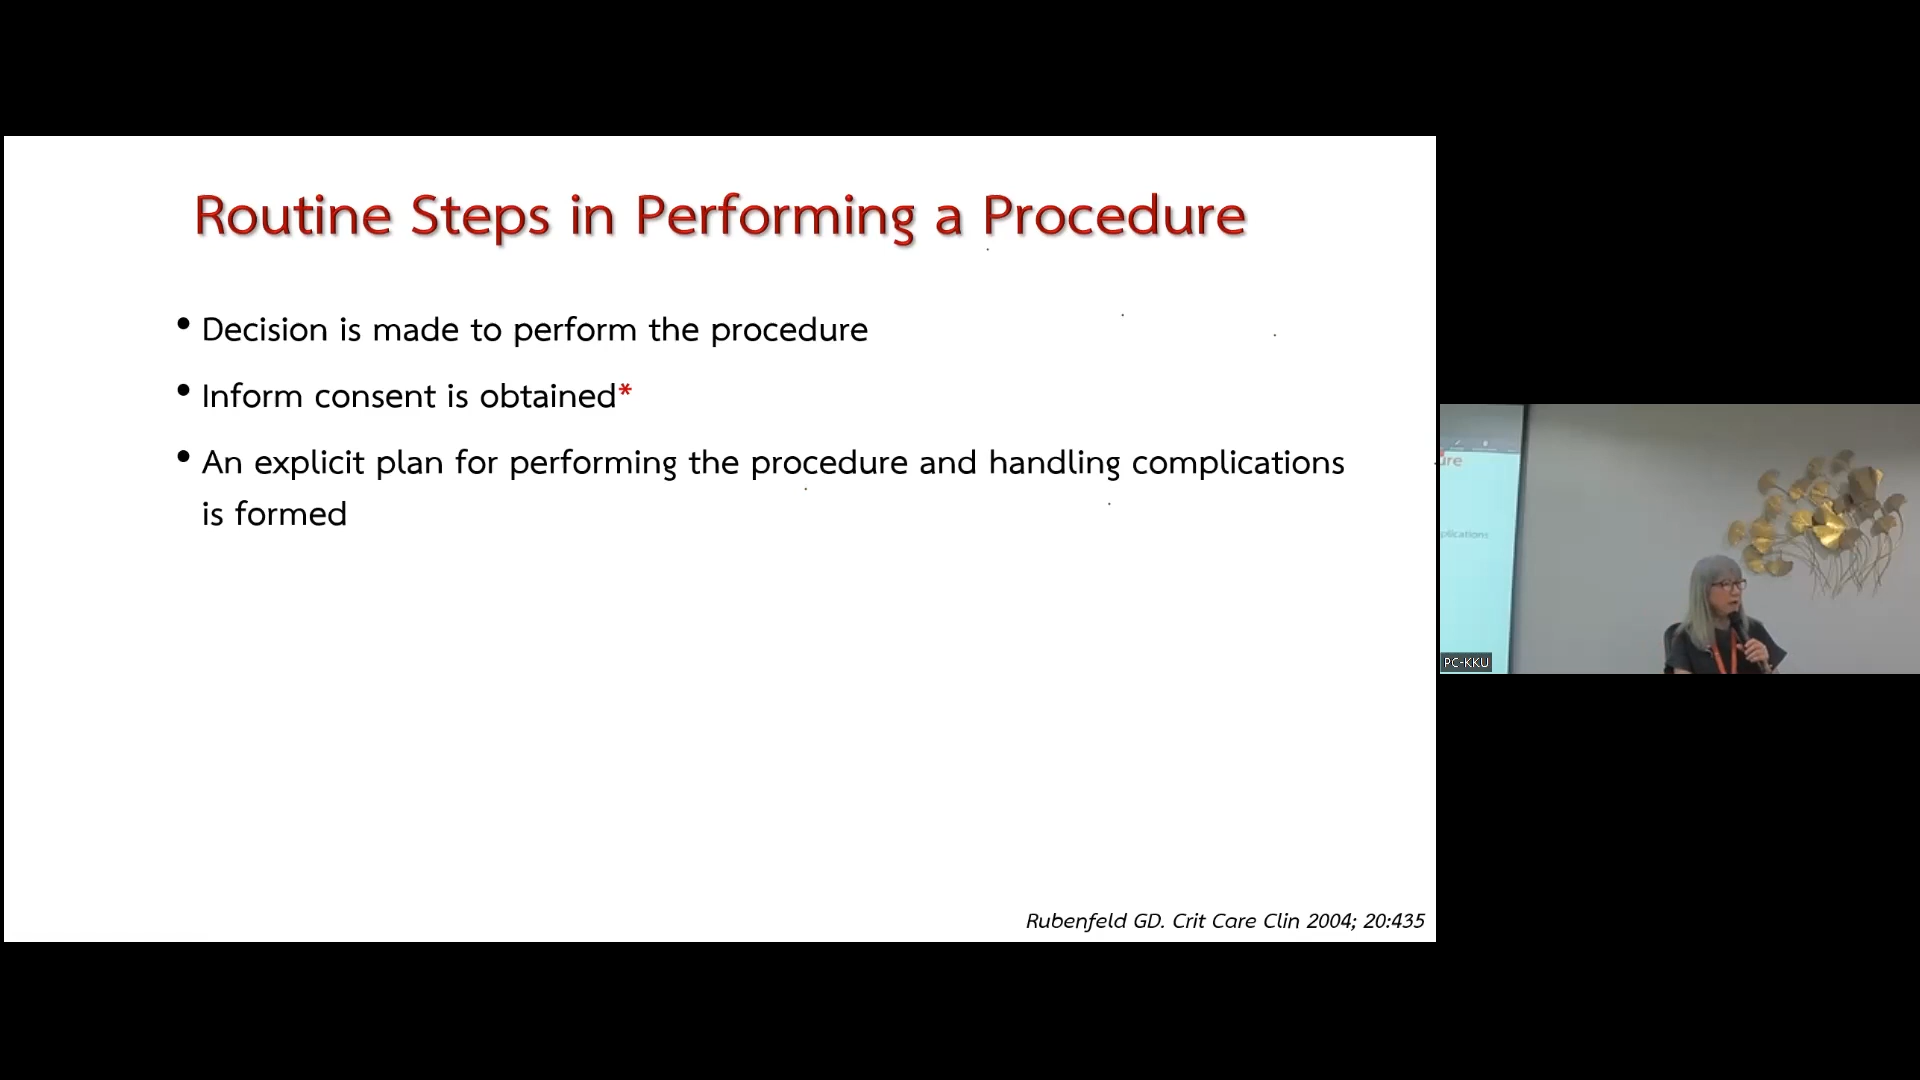 Routine Steps in Performing a Procedure
• Decision is made to perform the procedure
• Inform consent is obtained*
• An explicit plan for performing the procedure and handling complications
is formed
Rubenfeld GD. Crit Care Clin 2004; 20:435
ure
plications
PC-KKU